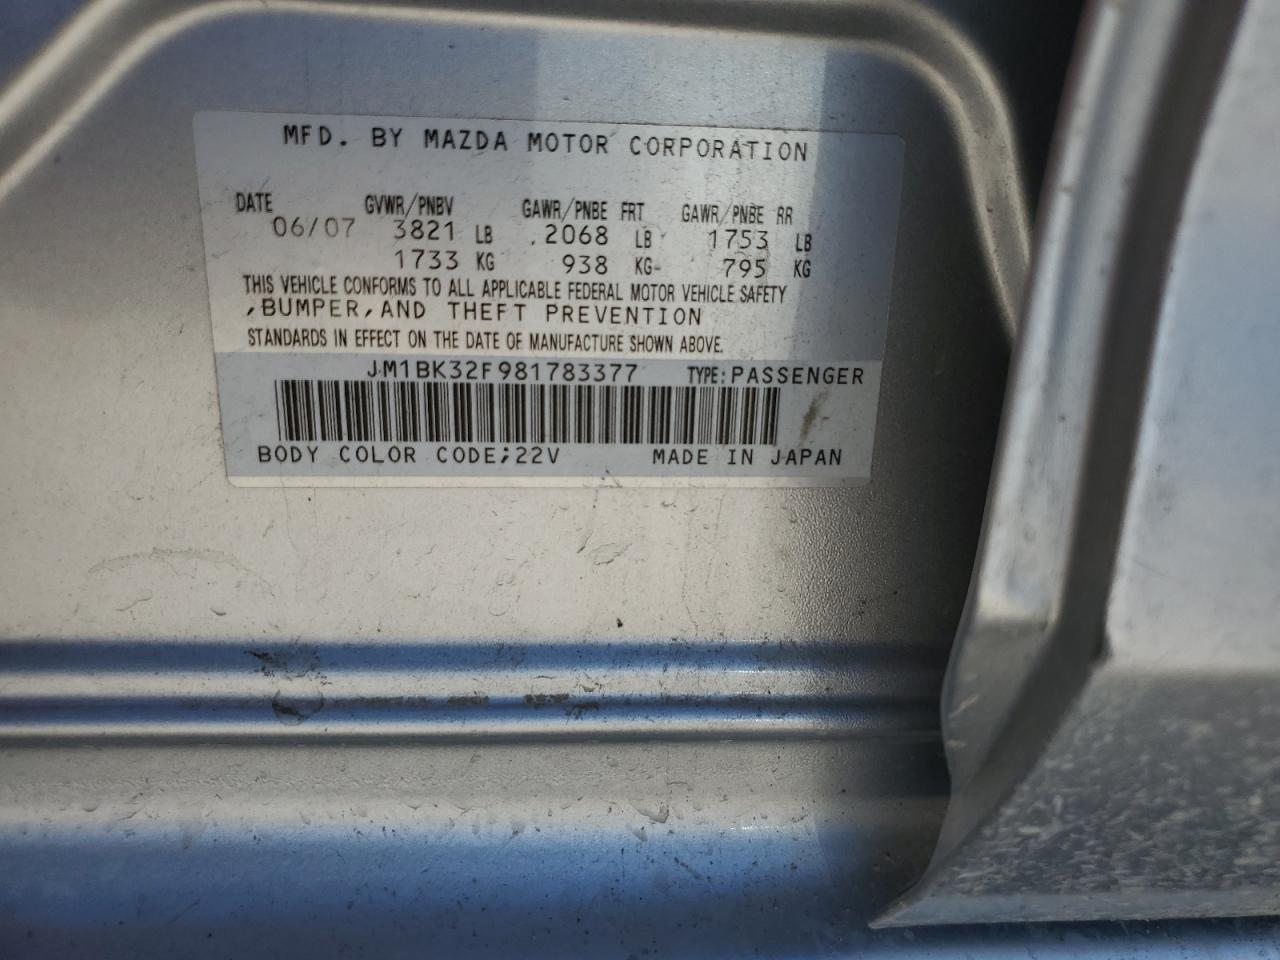 MFD. BY MAZDA MOTOR CORPORATION
DATE GVWR/PNBV GAWR/PNBE FRT GAWR/PNBE RR
06/07 3821 LB 2068 LB 1753 LB
1733 KG 938 KG 795 KG
THIS VEHICLE CONFORMS TO ALL APPLICABLE FEDERAL MOTOR VEHICLE SAFETY
,BUMPER,AND THEFT PREVENTION
STANDARDS IN EFFECT ON THE DATE OF MANUFACTURE SHOWN ABOVE.
JM1BK32F981783377 TYPE:PASSENGER
BODY COLOR CODE;22V MADE IN JAPAN